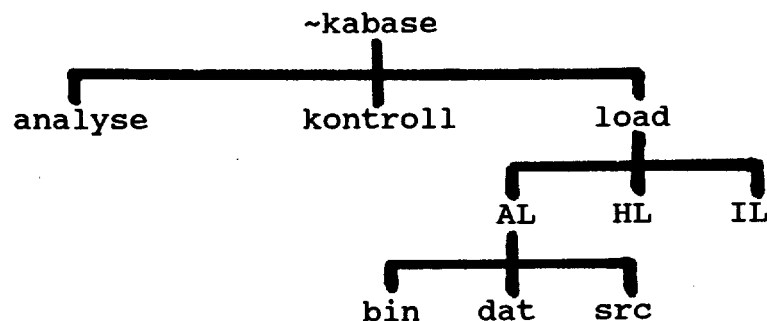 ~kabase
analyse kontroll load
AL HL IL
bin dat src